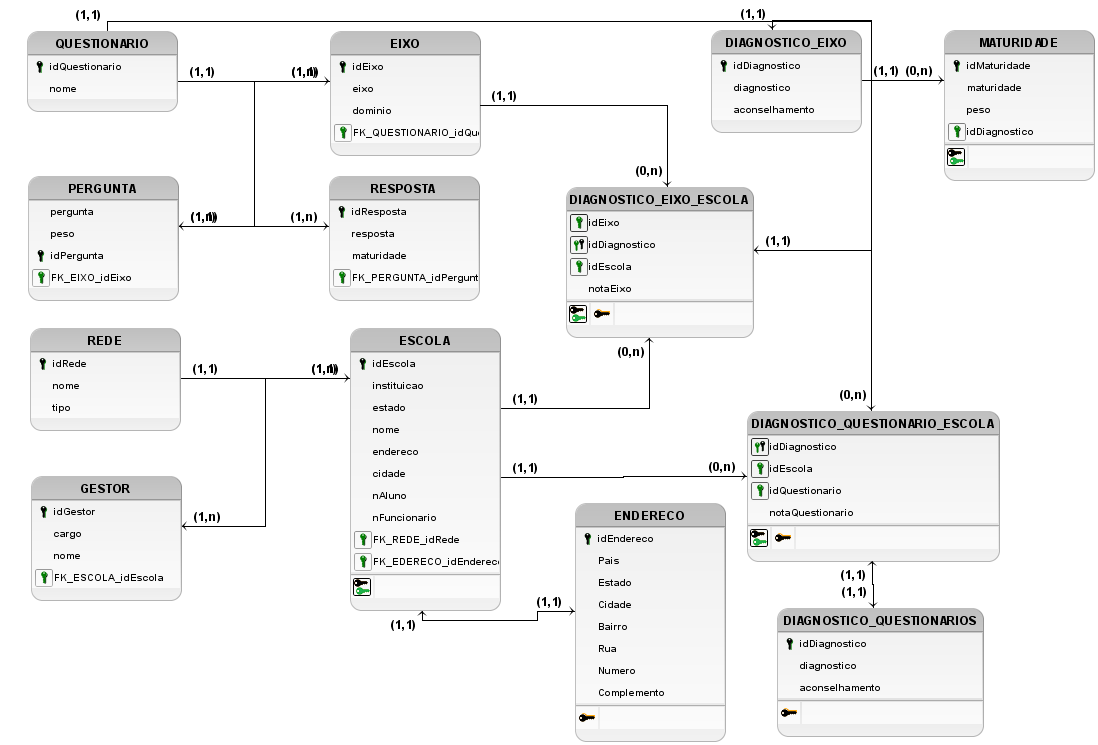 (1,1)
(1,1)
QUESTIONARIO
idQuestionario
nome
(1,1)
EIXO
idEixo
eixo
dominio
FK_QUESTIONARIO_idQu
(1,1)
DIAGNOSTICO_EIXO
idDiagnostico
diagnostico
aconselhamento
(1,1)
(0,n)
MATURIDADE
idMaturidade
maturidade
peso
idDiagnostico
PERGUNTA
pergunta
peso
idPergunta
FK_EIXO_idEixo
(1,n)
RESPOSTA
idResposta
resposta
maturidade
FK_PERGUNTA_idPergunt
(0,n)
DIAGNOSTICO_EIXO_ESCOLA
idEixo
idDiagnostico
idEscola
notaEixo
(1,1)
(0,n)
REDE
idRede
nome
tipo
(1,1)
ESCOLA
idEscola
instituicao
estado
nome
endereco
cidade
nAluno
nFuncionario
FK_REDE_idRede
FK_EDERECO_idEnderec
(1,1)
(1,1)
(0,n)
(0,n)
DIAGNOSTICO_QUESTIONARIO_ESCOLA
idDiagnostico
idEscola
idQuestionario
notaQuestionario
GESTOR
idGestor
cargo
nome
FK_ESCOLA_idEscola
(1,n)
ENDERECO
idEndereco
Pais
Estado
Cidade
Bairro
Rua
Numero
Complemento
(1,1)
(1,1)
(1,1)
(1,1)
DIAGNOSTICO_QUESTIONARIOS
idDiagnostico
diagnostico
aconselhamento